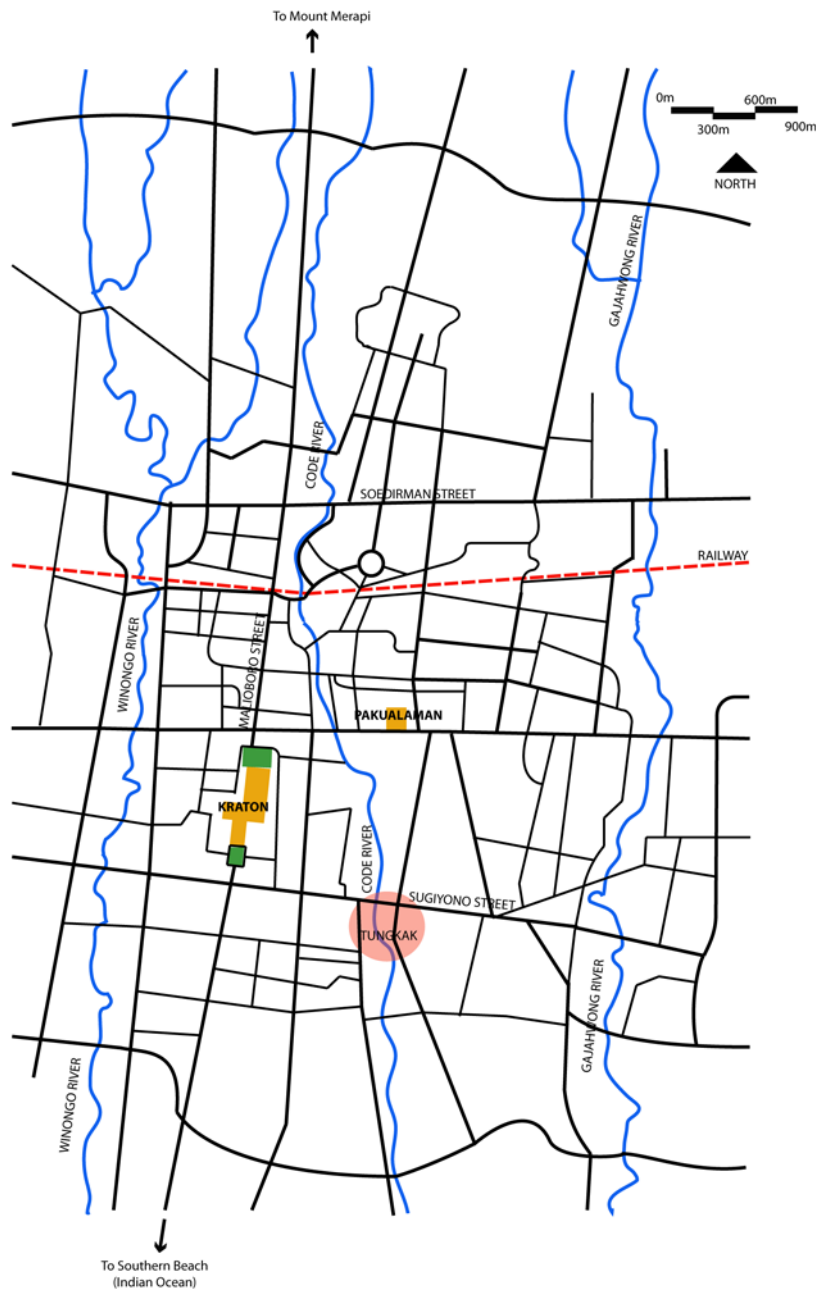 To Mount Merapi
0m
600m
300m
900m
NORTH
GAJAHWONG RIVER
CODE RIVER
SOEDIRMAN STREET
RAILWAY
WINONGO RIVER
MALIOBORO STREET
PAKUALAMAN
KRATON
CODE RIVER
SUGIYONO STREET
TUNGKAK
GAJAHWONG RIVER
WINONGO RIVER
To Southern Beach
(Indian Ocean)